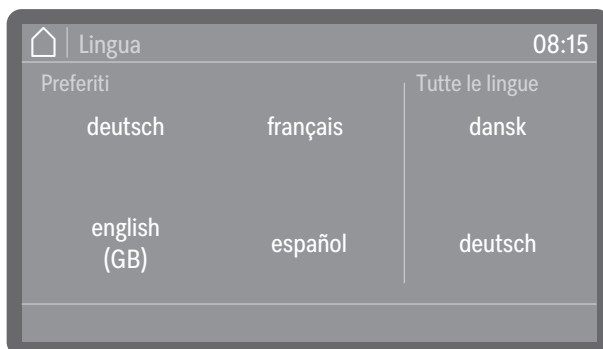 Lingua 08:15
Preferiti Tutte le lingue
deutsch français dansk
english
(GB) español deutsch